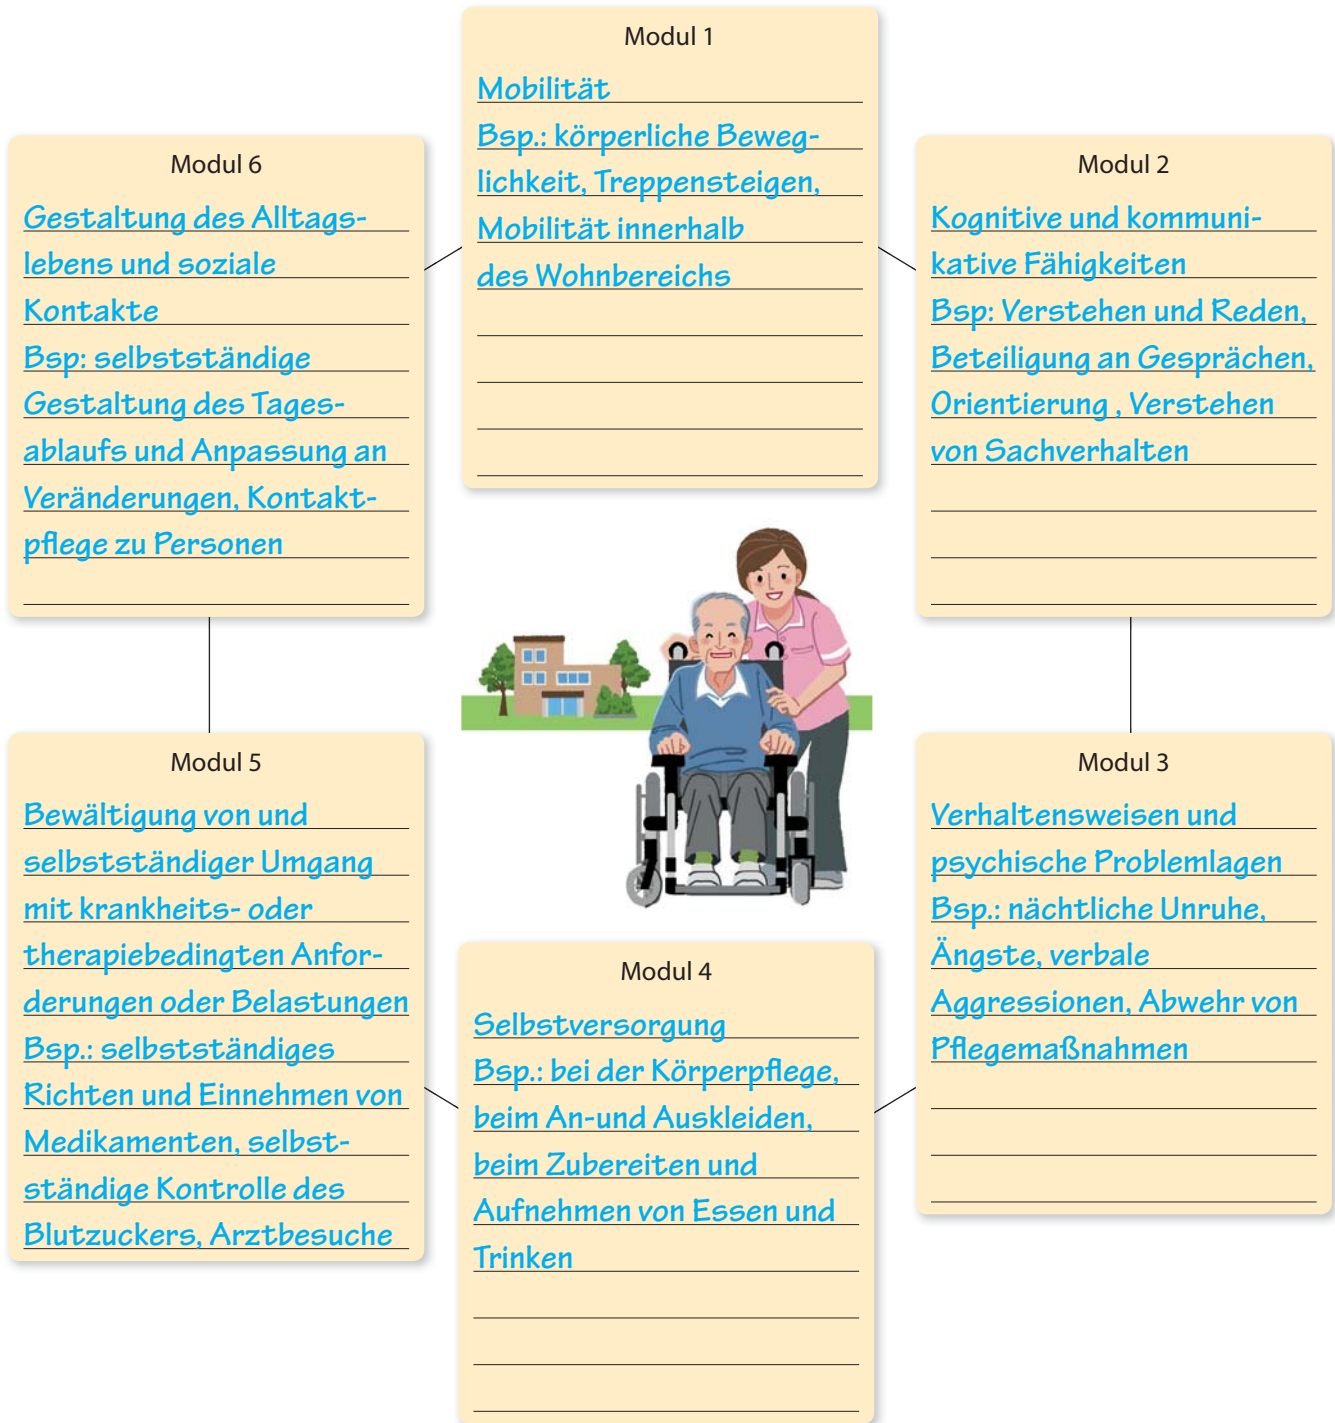 Modul 1
Mobilität
Bsp.: körperliche Beweg-
lichkeit, Treppensteigen,
Mobilität innerhalb
des Wohnbereichs
Modul 2
Kognitive und kommuni-
kative Fähigkeiten
Bsp: Verstehen und Reden,
Beteiligung an Gesprächen,
Orientierung , Verstehen
von Sachverhalten
Modul 3
Verhaltensweisen und
psychische Problemlagen
Bsp.: nächtliche Unruhe,
Ängste, verbale
Aggressionen, Abwehr von
Pflegemaßnahmen
Modul 4
Selbstversorgung
Bsp.: bei der Körperpflege,
beim An-und Auskleiden,
beim Zubereiten und
Aufnehmen von Essen und
Trinken
Modul 5
Bewältigung von und
selbstständiger Umgang
mit krankheits- oder
therapiebedingten Anfor-
derungen oder Belastungen
Bsp.: selbstständiges
Richten und Einnehmen von
Medikamenten, selbst-
ständige Kontrolle des
Blutzuckers, Arztbesuche
Modul 6
Gestaltung des Alltags-
lebens und soziale
Kontakte
Bsp: selbstständige
Gestaltung des Tages-
ablaufs und Anpassung an
Veränderungen, Kontakt-
pflege zu Personen